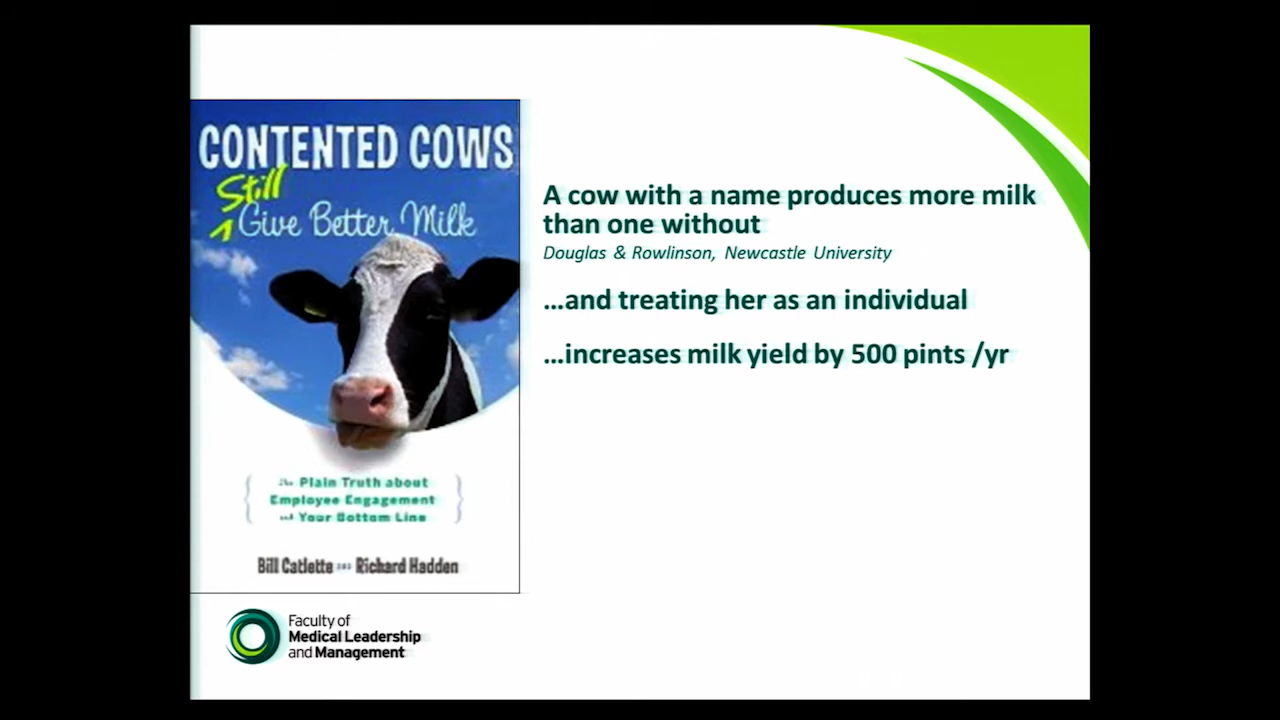 CONTENTED COWS
Still
Give Better Milk
The Plain Truth about
Employee Engagement
and Your Bottom Line
Bill Catlette AND Richard Hadden
A cow with a name produces more milk
than one without
Douglas & Rowlinson, Newcastle University
...and treating her as an individual
...increases milk yield by 500 pints /yr
Faculty of
Medical Leadership
and Management